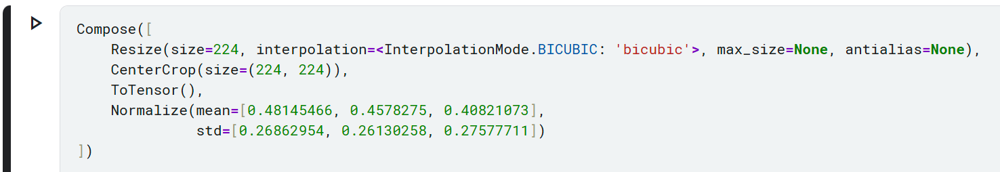 Compose([
    Resize(size=224, interpolation=<InterpolationMode.BICUBIC: 'bicubic'>, max_size=None, antialias=None),
    CenterCrop(size=(224, 224)),
    ToTensor(),
    Normalize(mean=[0.48145466, 0.4578275, 0.40821073],
              std=[0.26862954, 0.26130258, 0.27577711])
])